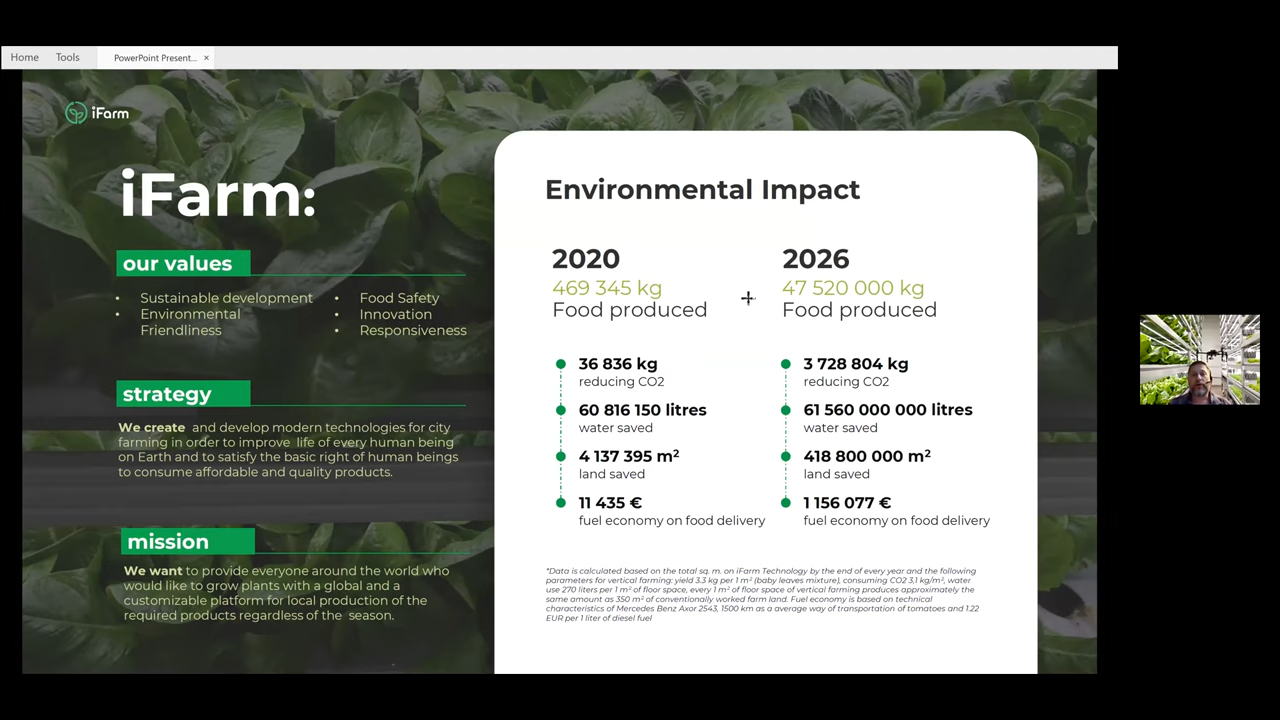 Home Tools PowerPoint Present... ×
iFarm
iFarm:
our values
• Sustainable development
• Environmental
Friendliness
• Food Safety
• Innovation
• Responsiveness
strategy
We create and develop modern technologies for city
farming in order to improve life of every human being
on Earth and to satisfy the basic right of human beings
to consume affordable and quality products.
mission
We want to provide everyone around the world who
would like to grow plants with a global and a
customizable platform for local production of the
required products regardless of the season.
Environmental Impact
2020
469 345 kg
Food produced
36 836 kg
reducing CO2
60 816 150 litres
water saved
4 137 395 m²
land saved
11 435 €
fuel economy on food delivery
2026
47 520 000 kg
Food produced
3 728 804 kg
reducing CO2
61 560 000 000 litres
water saved
418 800 000 m²
land saved
1 156 077 €
fuel economy on food delivery
*Data is calculated based on the total sq. m. on iFarm Technology by the end of every year and the following
parameters for vertical farming: yield 3.3 kg per 1 m² (baby leaves mixture), consuming CO2 3,1 kg/m², water
use 270 liters per 1 m² of floor space, every 1 m² of floor space of vertical farming produces approximately the
same amount as 350 m² of conventionally worked farm land. Fuel economy is based on technical
characteristics of Mercedes Benz Axor 2543, 1500 km as a average way of transportation of tomatoes and 1.22
EUR per 1 liter of diesel fuel